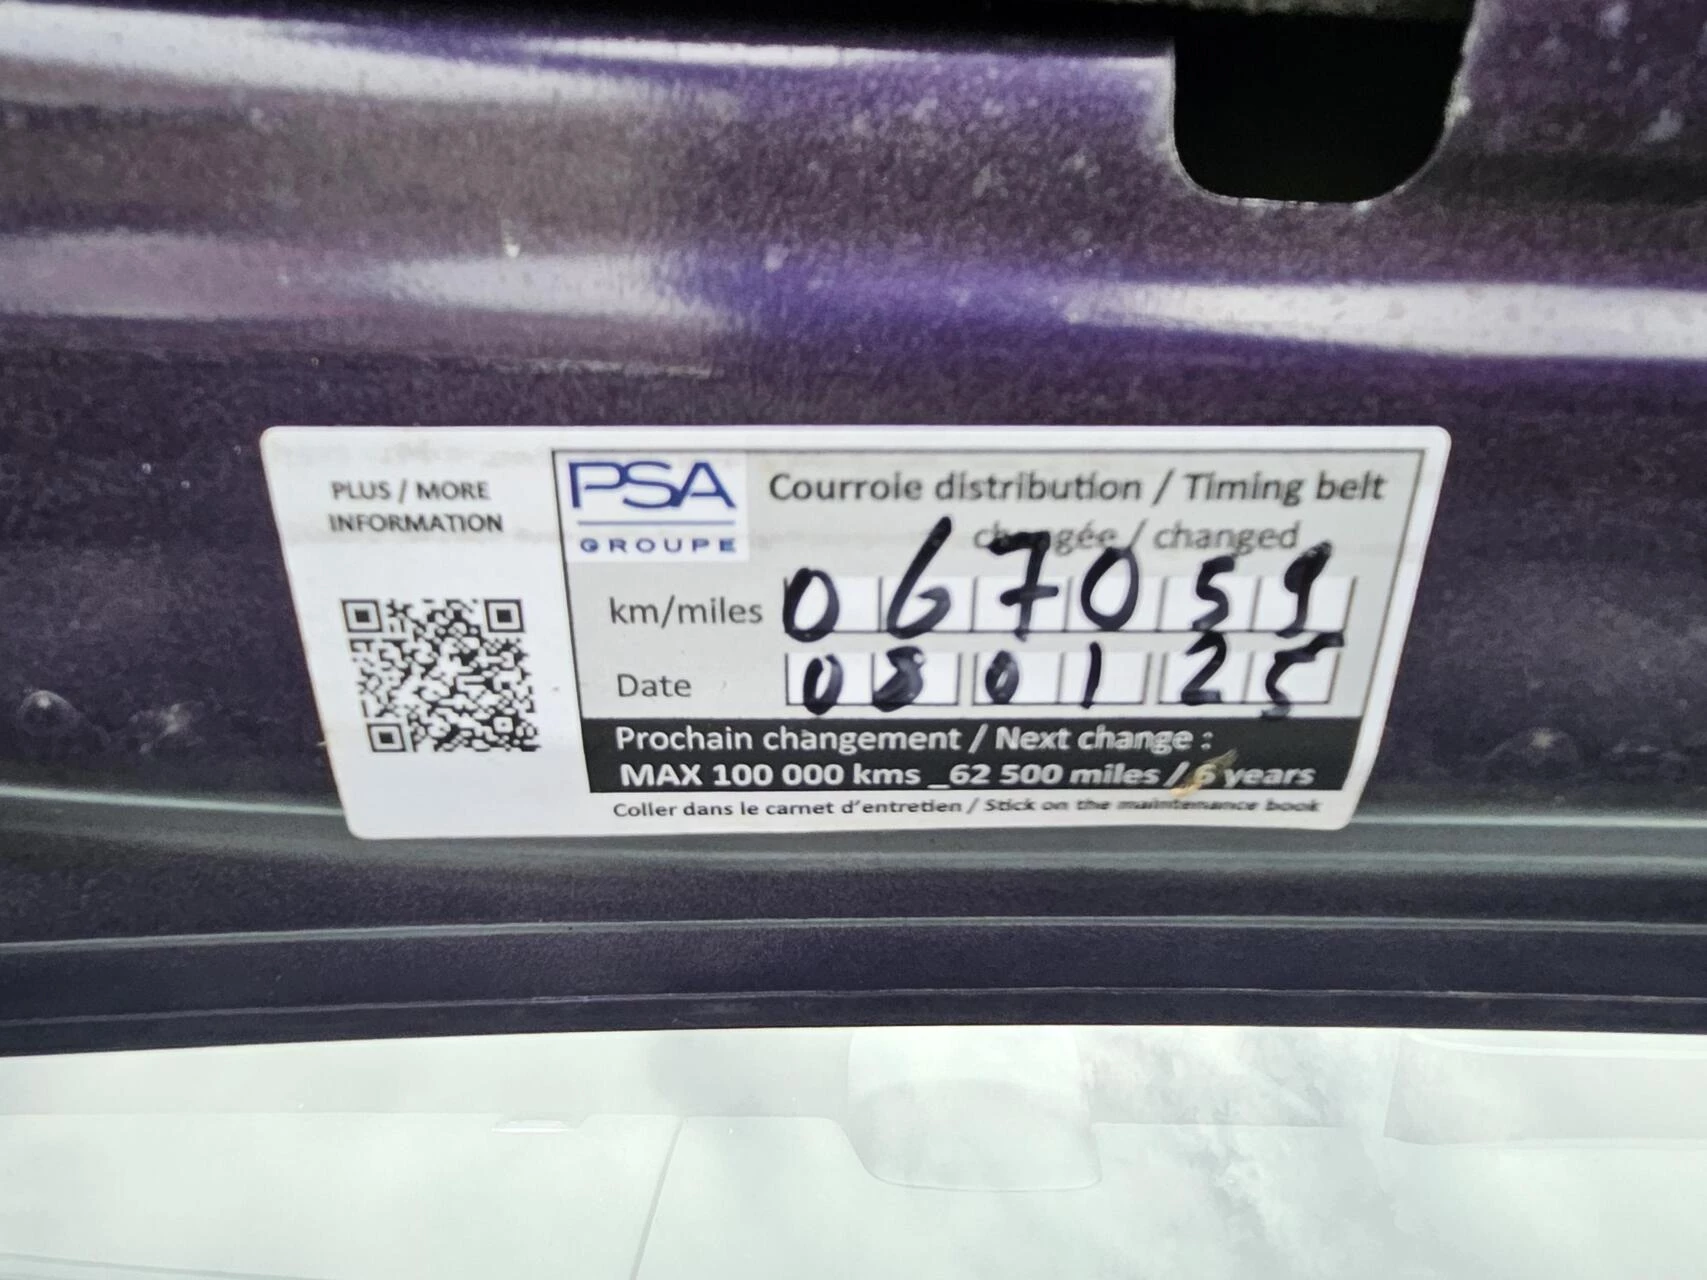 PLUS / MORE
INFORMATION
PSA
GROUPE
Courroie distribution / Timing belt
changée / changed
km/miles 067059
Date 080125
Prochain changement / Next change :
MAX 100 000 kms _62 500 miles / 6 years
Coller dans le carnet d'entretien / Stick on the maintenance book